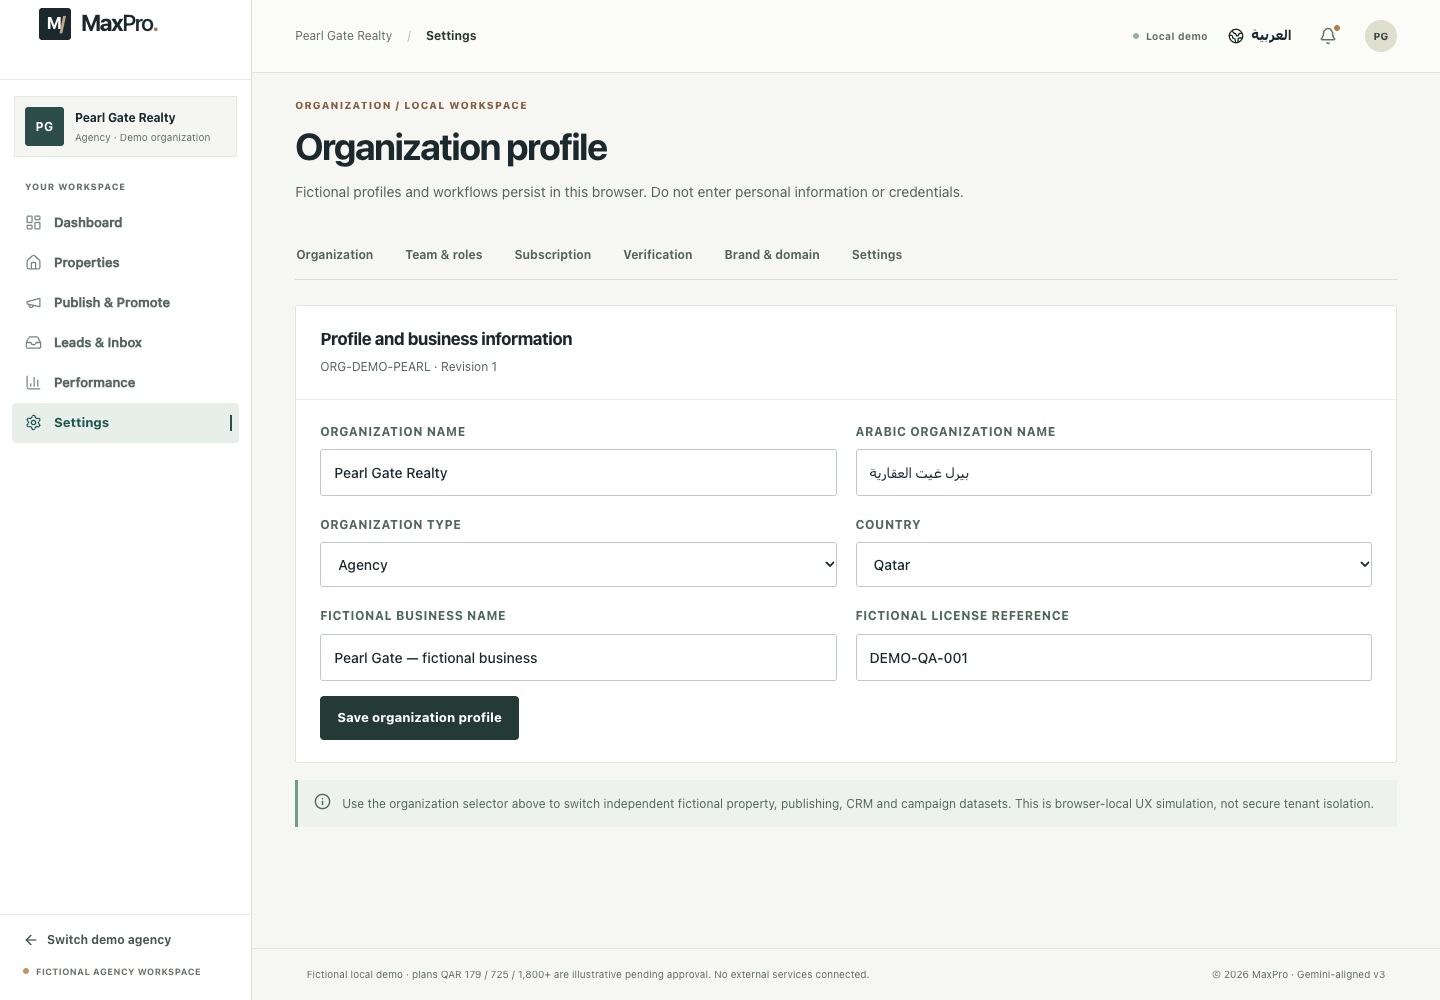 MaxPro.
Pearl Gate Realty / Settings
Local demo
العربية
PG
PG
Pearl Gate Realty
Agency · Demo organization
YOUR WORKSPACE
Dashboard
Properties
Publish & Promote
Leads & Inbox
Performance
Settings
Switch demo agency
FICTIONAL AGENCY WORKSPACE
ORGANIZATION / LOCAL WORKSPACE
Organization profile
Fictional profiles and workflows persist in this browser. Do not enter personal information or credentials.
Organization Team & roles Subscription Verification Brand & domain Settings
Profile and business information
ORG-DEMO-PEARL · Revision 1
ORGANIZATION NAME
Pearl Gate Realty
ARABIC ORGANIZATION NAME
بيرل غيت العقارية
ORGANIZATION TYPE
Agency
COUNTRY
Qatar
FICTIONAL BUSINESS NAME
Pearl Gate — fictional business
FICTIONAL LICENSE REFERENCE
DEMO-QA-001
Save organization profile
Use the organization selector above to switch independent fictional property, publishing, CRM and campaign datasets. This is browser-local UX simulation, not secure tenant isolation.
Fictional local demo · plans QAR 179 / 725 / 1,800+ are illustrative pending approval. No external services connected.
© 2026 MaxPro · Gemini-aligned v3